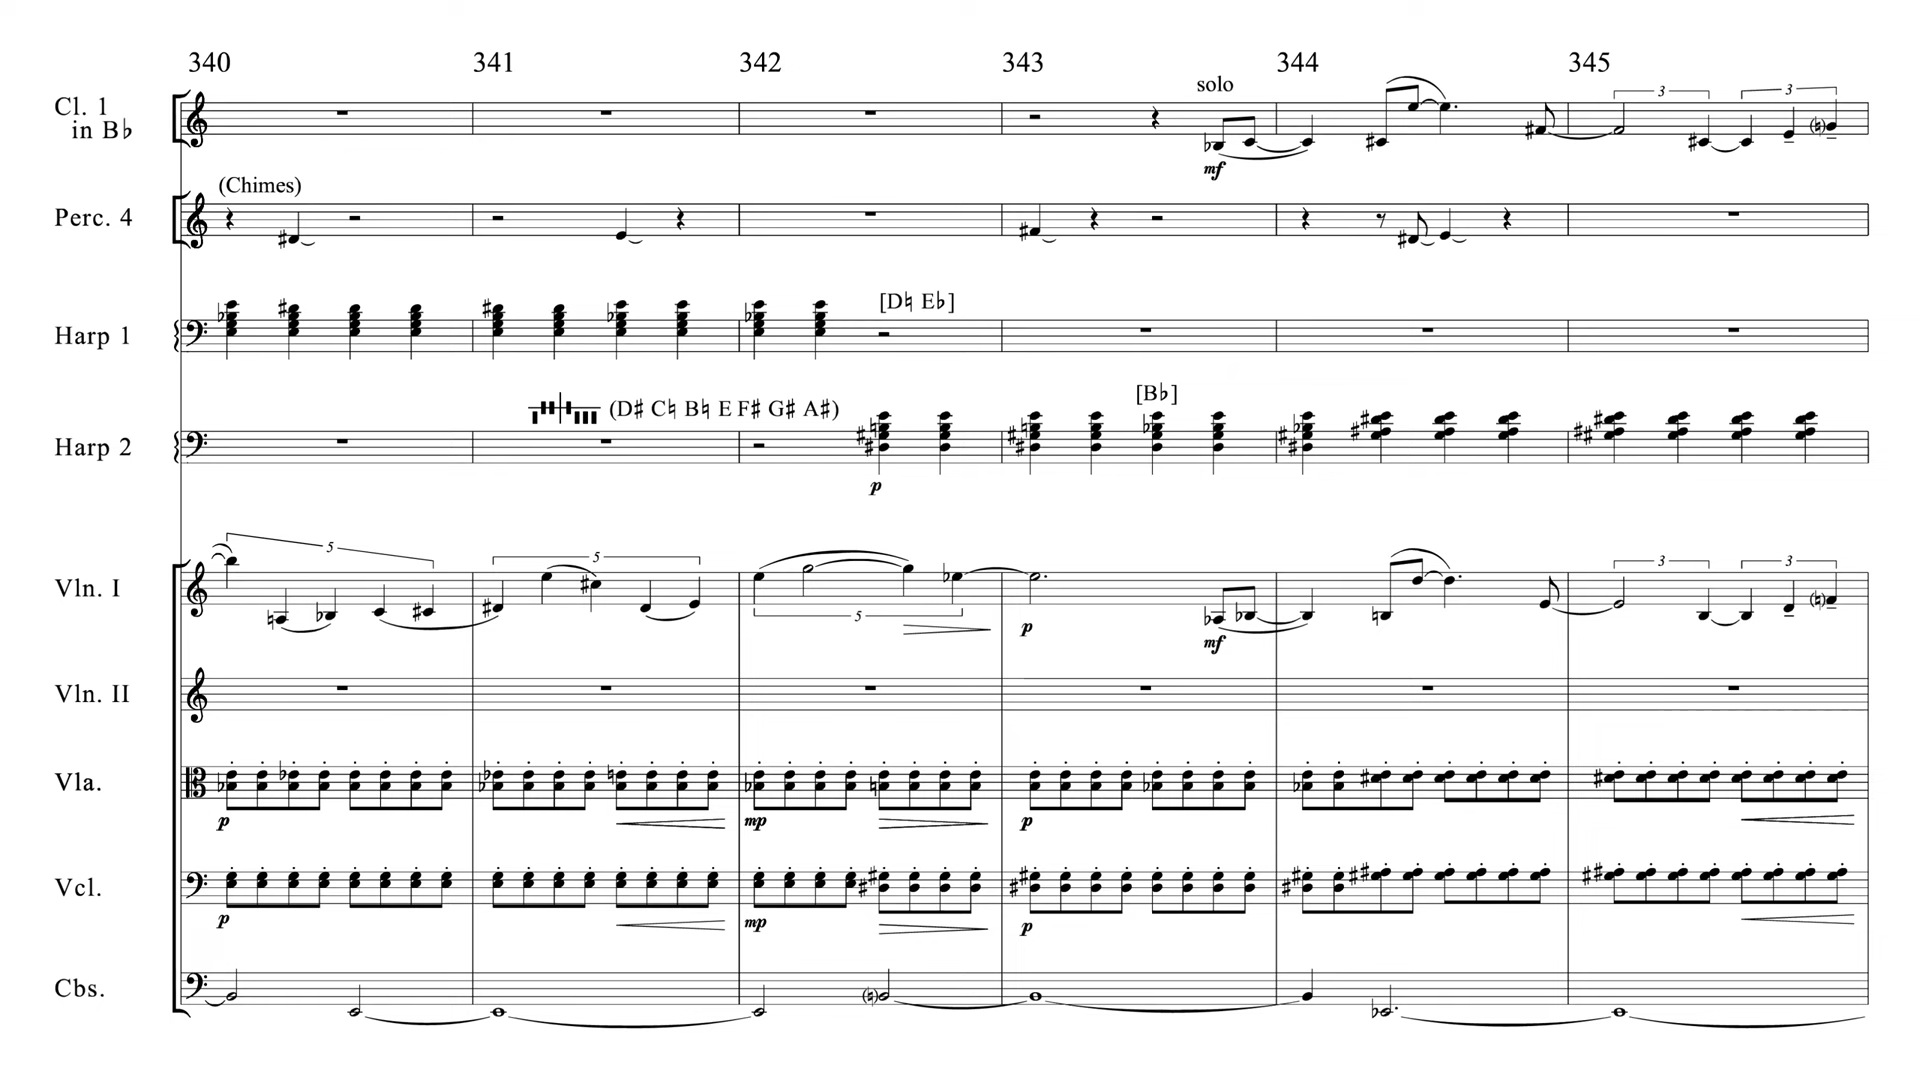 340 341 342 343 344 345
solo
Cl. 1
in B♭
3 3
mf
(Chimes)
Perc. 4
[D♮ E♭]
Harp 1
[B♭]
(D♯ C♮ B♮ E F♯ G♯ A♯)
Harp 2
p
5 5 3 3
Vln. I
5
p mf
Vln. II
Vla.
p mp p
Vcl.
p mp p
Cbs.